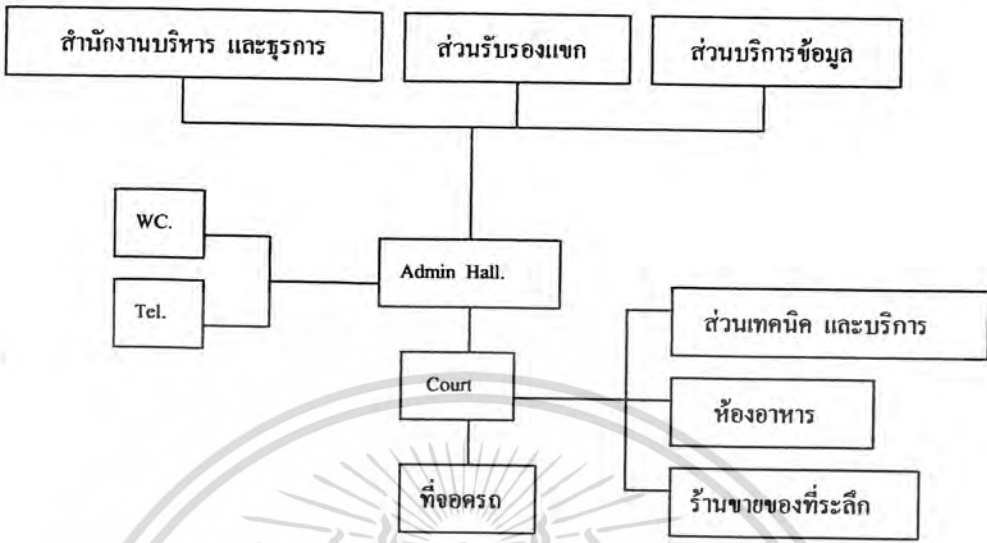 สำนักงานบริหาร และธุรการ
ส่วนรับรองแขก
ส่วนบริการข้อมูล
WC.
Admin Hall.
Tel.
ส่วนเทคนิค และบริการ
Court
ห้องอาหาร
ที่จอดรถ
ร้านขายของที่ระลึก